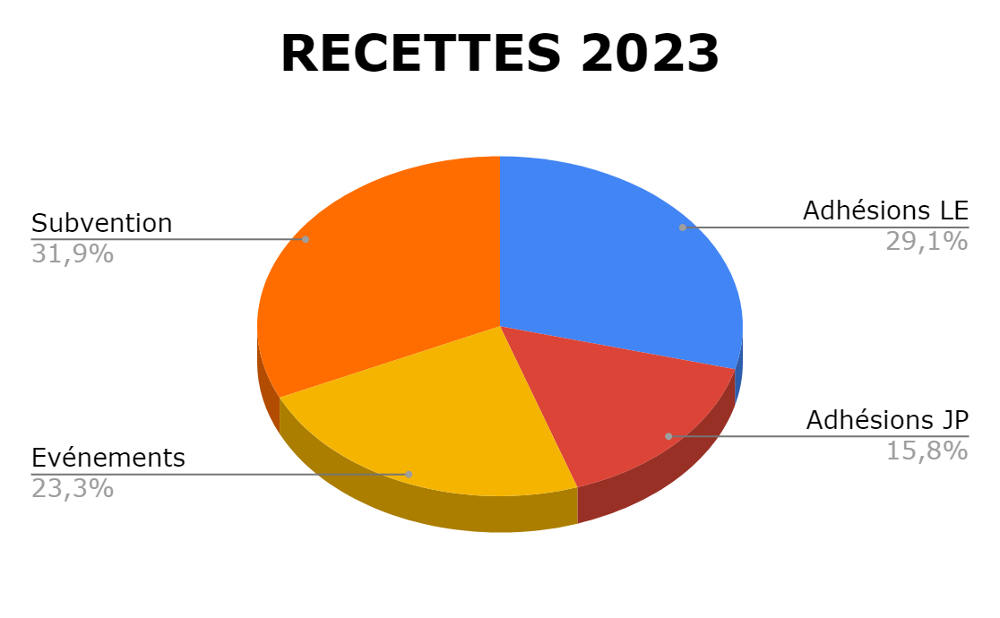 RECETTES 2023
Subvention
31,9%
Adhésions LE
29,1%
Adhésions JP
15,8%
Evénements
23,3%